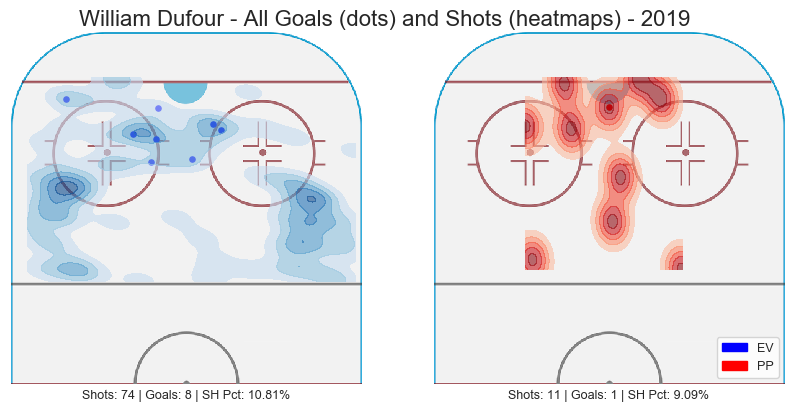 William Dufour - All Goals (dots) and Shots (heatmaps) - 2019
EV
PP
Shots: 74 | Goals: 8 | SH Pct: 10.81%
Shots: 11 | Goals: 1 | SH Pct: 9.09%